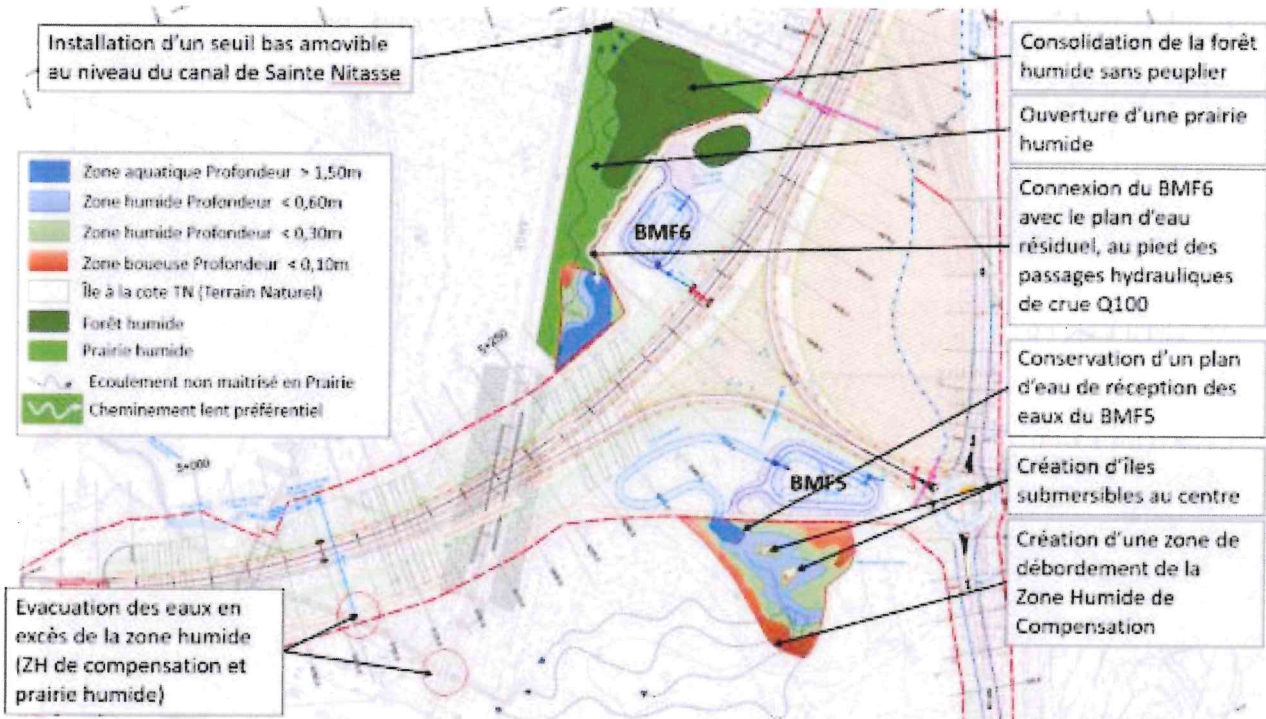 Installation d'un seuil bas amovible
au niveau du canal de Sainte Nitasse
Zone aquatique Profondeur > 1,50m
Zone humide Profondeur < 0,60m
Zone humide Profondeur < 0,30m
Zone boueuse Profondeur < 0,10m
Île à la cote TN (Terrain Naturel)
Forêt humide
Prairie humide
Ecoulement non maitrisé en Prairie
Cheminement lent préférentiel
Consolidation de la forêt
humide sans peuplier
Ouverture d'une prairie
humide
Connexion du BMF6
avec le plan d'eau
résiduel, au pied des
passages hydrauliques
de crue Q100
Conservation d'un plan
d'eau de réception des
eaux du BMF5
Création d'îles
submersibles au centre
Création d'une zone de
débordement de la
Zone Humide de
Compensation
BMF6
BMF5
5+250
5+000
Evacuation des eaux en
excès de la zone humide
(ZH de compensation et
prairie humide)